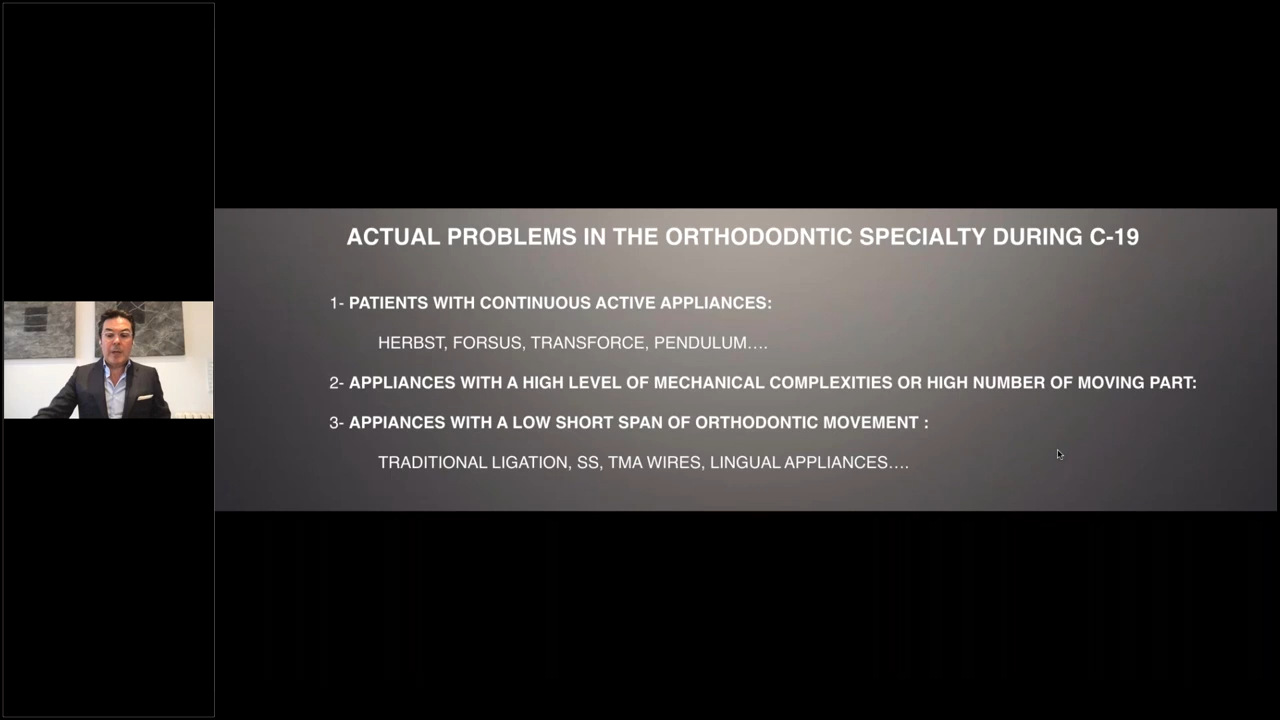 ACTUAL PROBLEMS IN THE ORTHODODNTIC SPECIALTY DURING C-19
1- PATIENTS WITH CONTINUOUS ACTIVE APPLIANCES:
HERBST, FORSUS, TRANSFORCE, PENDULUM....
2- APPLIANCES WITH A HIGH LEVEL OF MECHANICAL COMPLEXITIES OR HIGH NUMBER OF MOVING PART:
3- APPIANCES WITH A LOW SHORT SPAN OF ORTHODONTIC MOVEMENT :
TRADITIONAL LIGATION, SS, TMA WIRES, LINGUAL APPLIANCES....